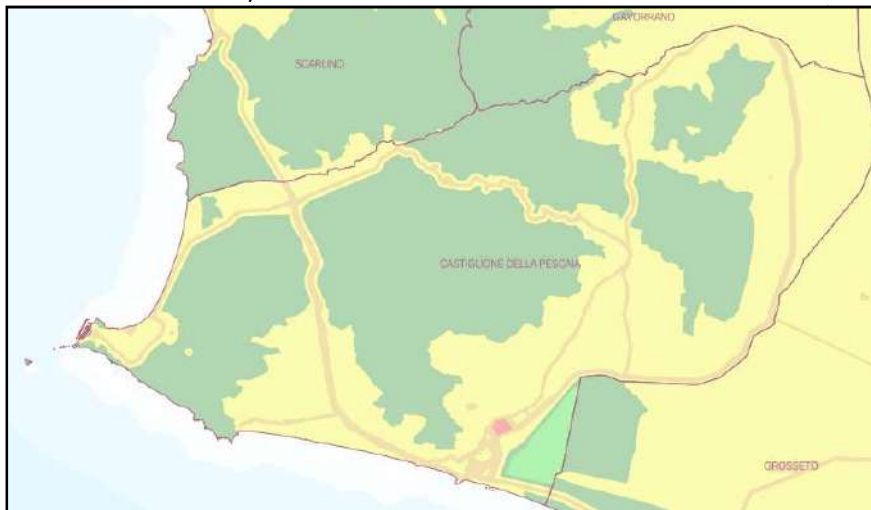 GAVORRANO
SCARLINO
CASTIGLIONE DELLA PESCAIA
GROSSETO